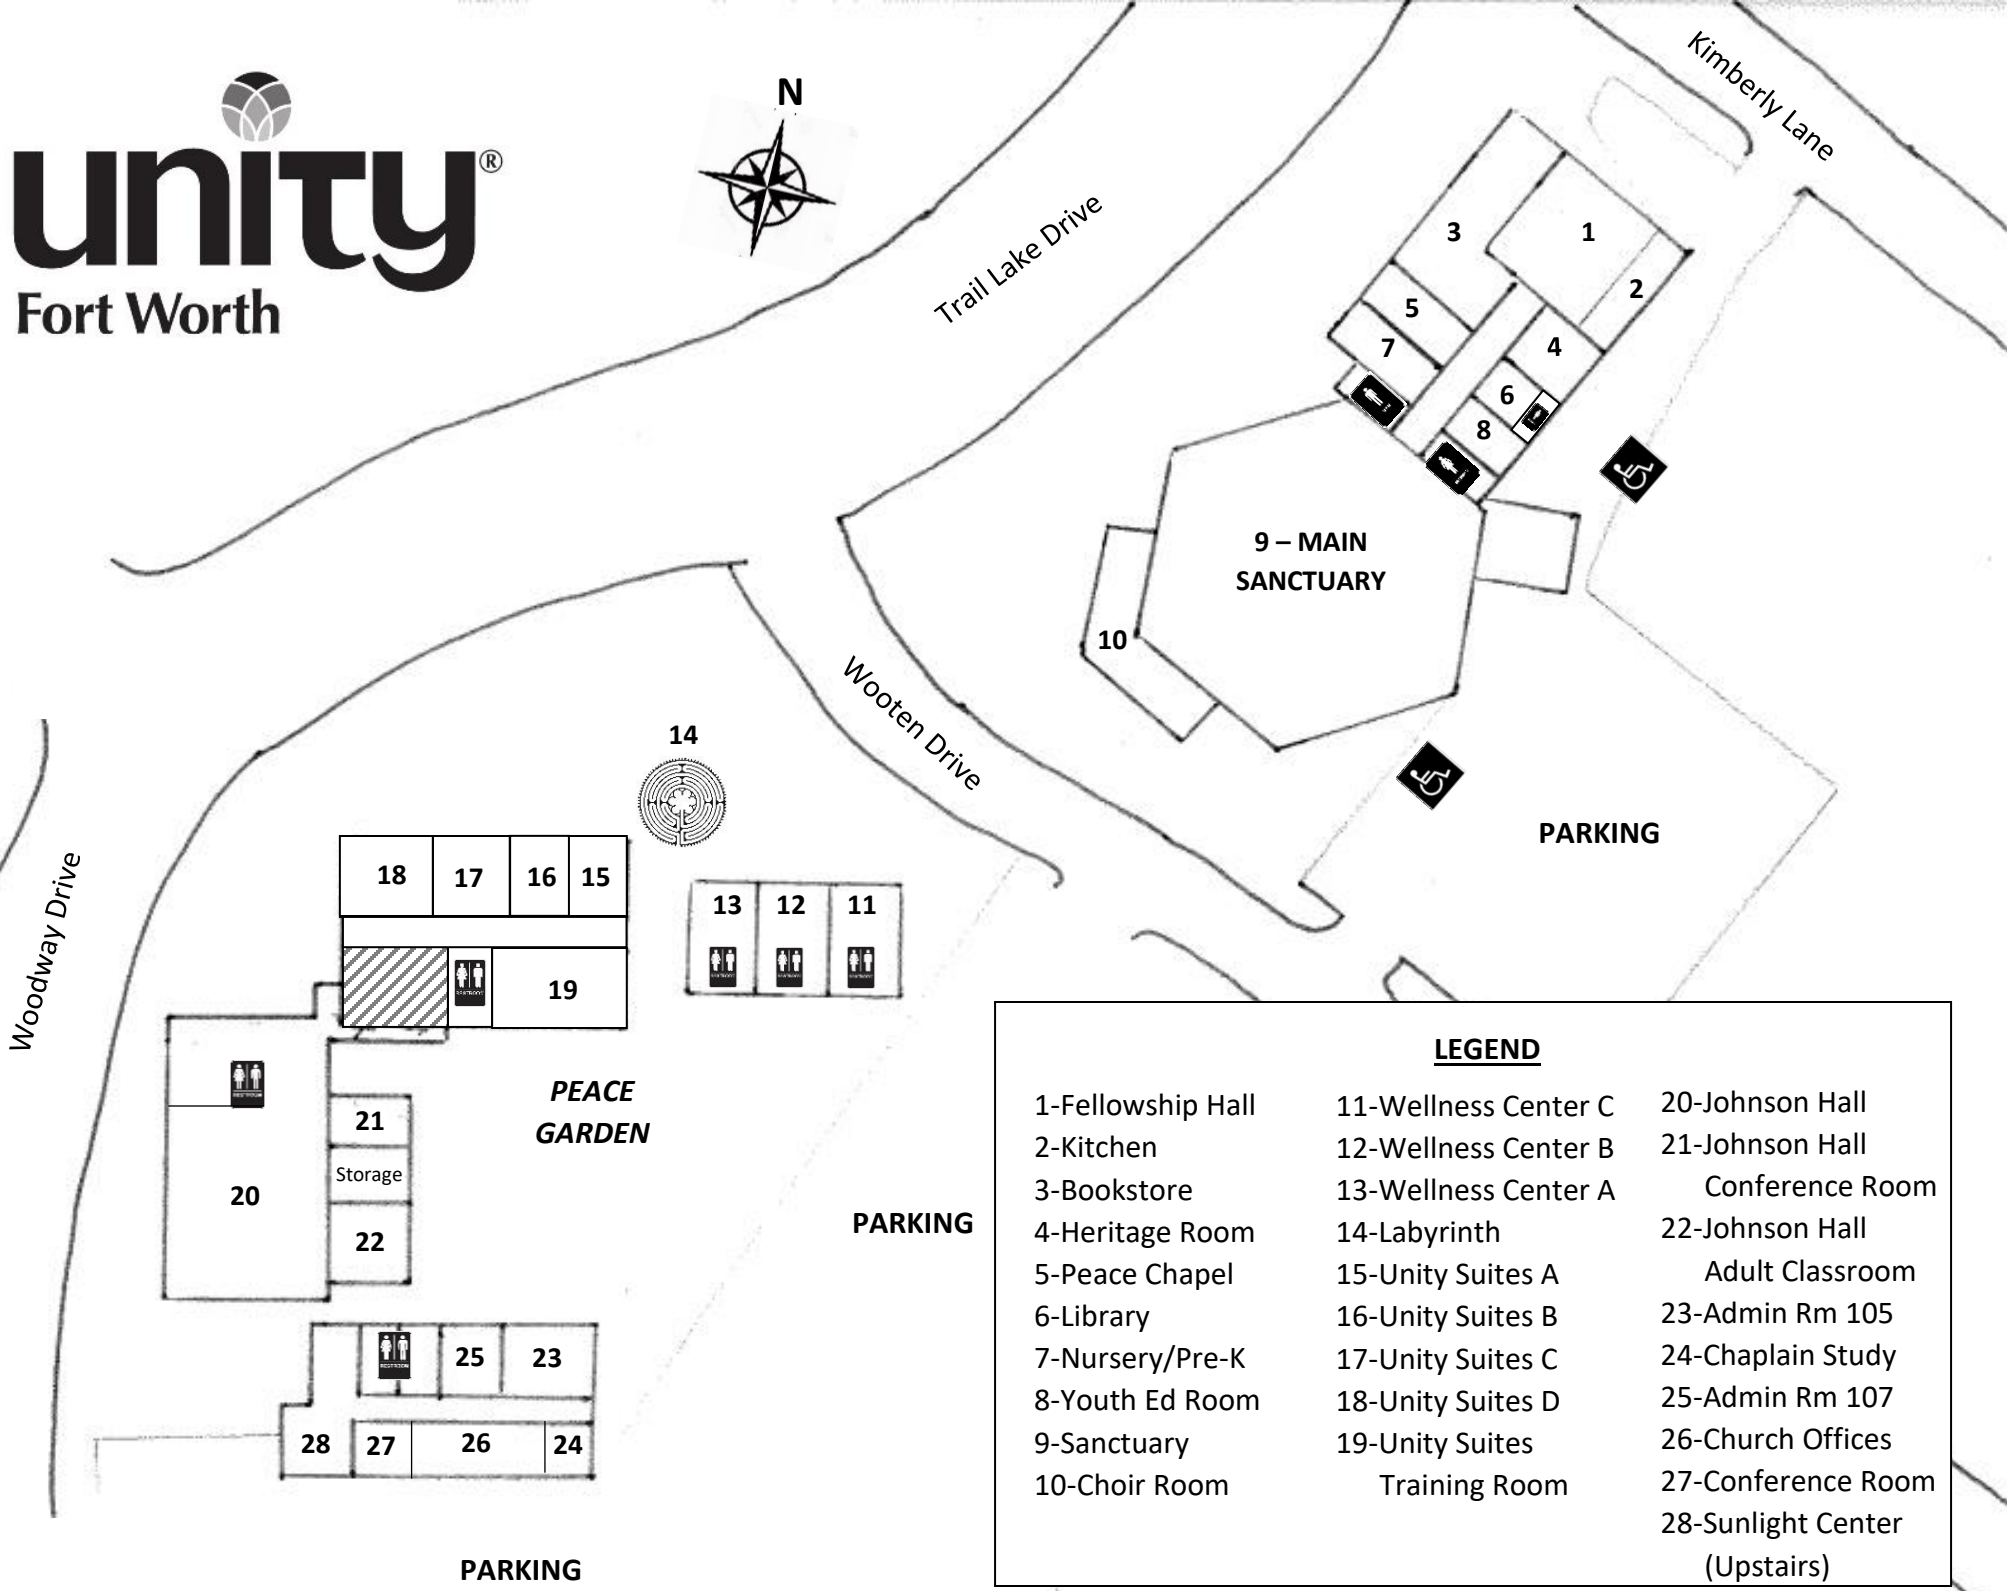 unity®
Fort Worth
N
Kimberly Lane
Trail Lake Drive
3
1
2
5
4
7
6
8
9 – MAIN
SANCTUARY
10
Wooten Drive
14
PARKING
18
17
16
15
13
12
11
Woodway Drive
RESTROOM
19
RESTROOM
PEACE
GARDEN
21
Storage
20
22
PARKING
RESTROOM
25
23
28
27
26
24
PARKING
LEGEND
1-Fellowship Hall
2-Kitchen
3-Bookstore
4-Heritage Room
5-Peace Chapel
6-Library
7-Nursery/Pre-K
8-Youth Ed Room
9-Sanctuary
10-Choir Room
11-Wellness Center C
12-Wellness Center B
13-Wellness Center A
14-Labyrinth
15-Unity Suites A
16-Unity Suites B
17-Unity Suites C
18-Unity Suites D
19-Unity Suites
Training Room
20-Johnson Hall
21-Johnson Hall
Conference Room
22-Johnson Hall
Adult Classroom
23-Admin Rm 105
24-Chaplain Study
25-Admin Rm 107
26-Church Offices
27-Conference Room
28-Sunlight Center
(Upstairs)